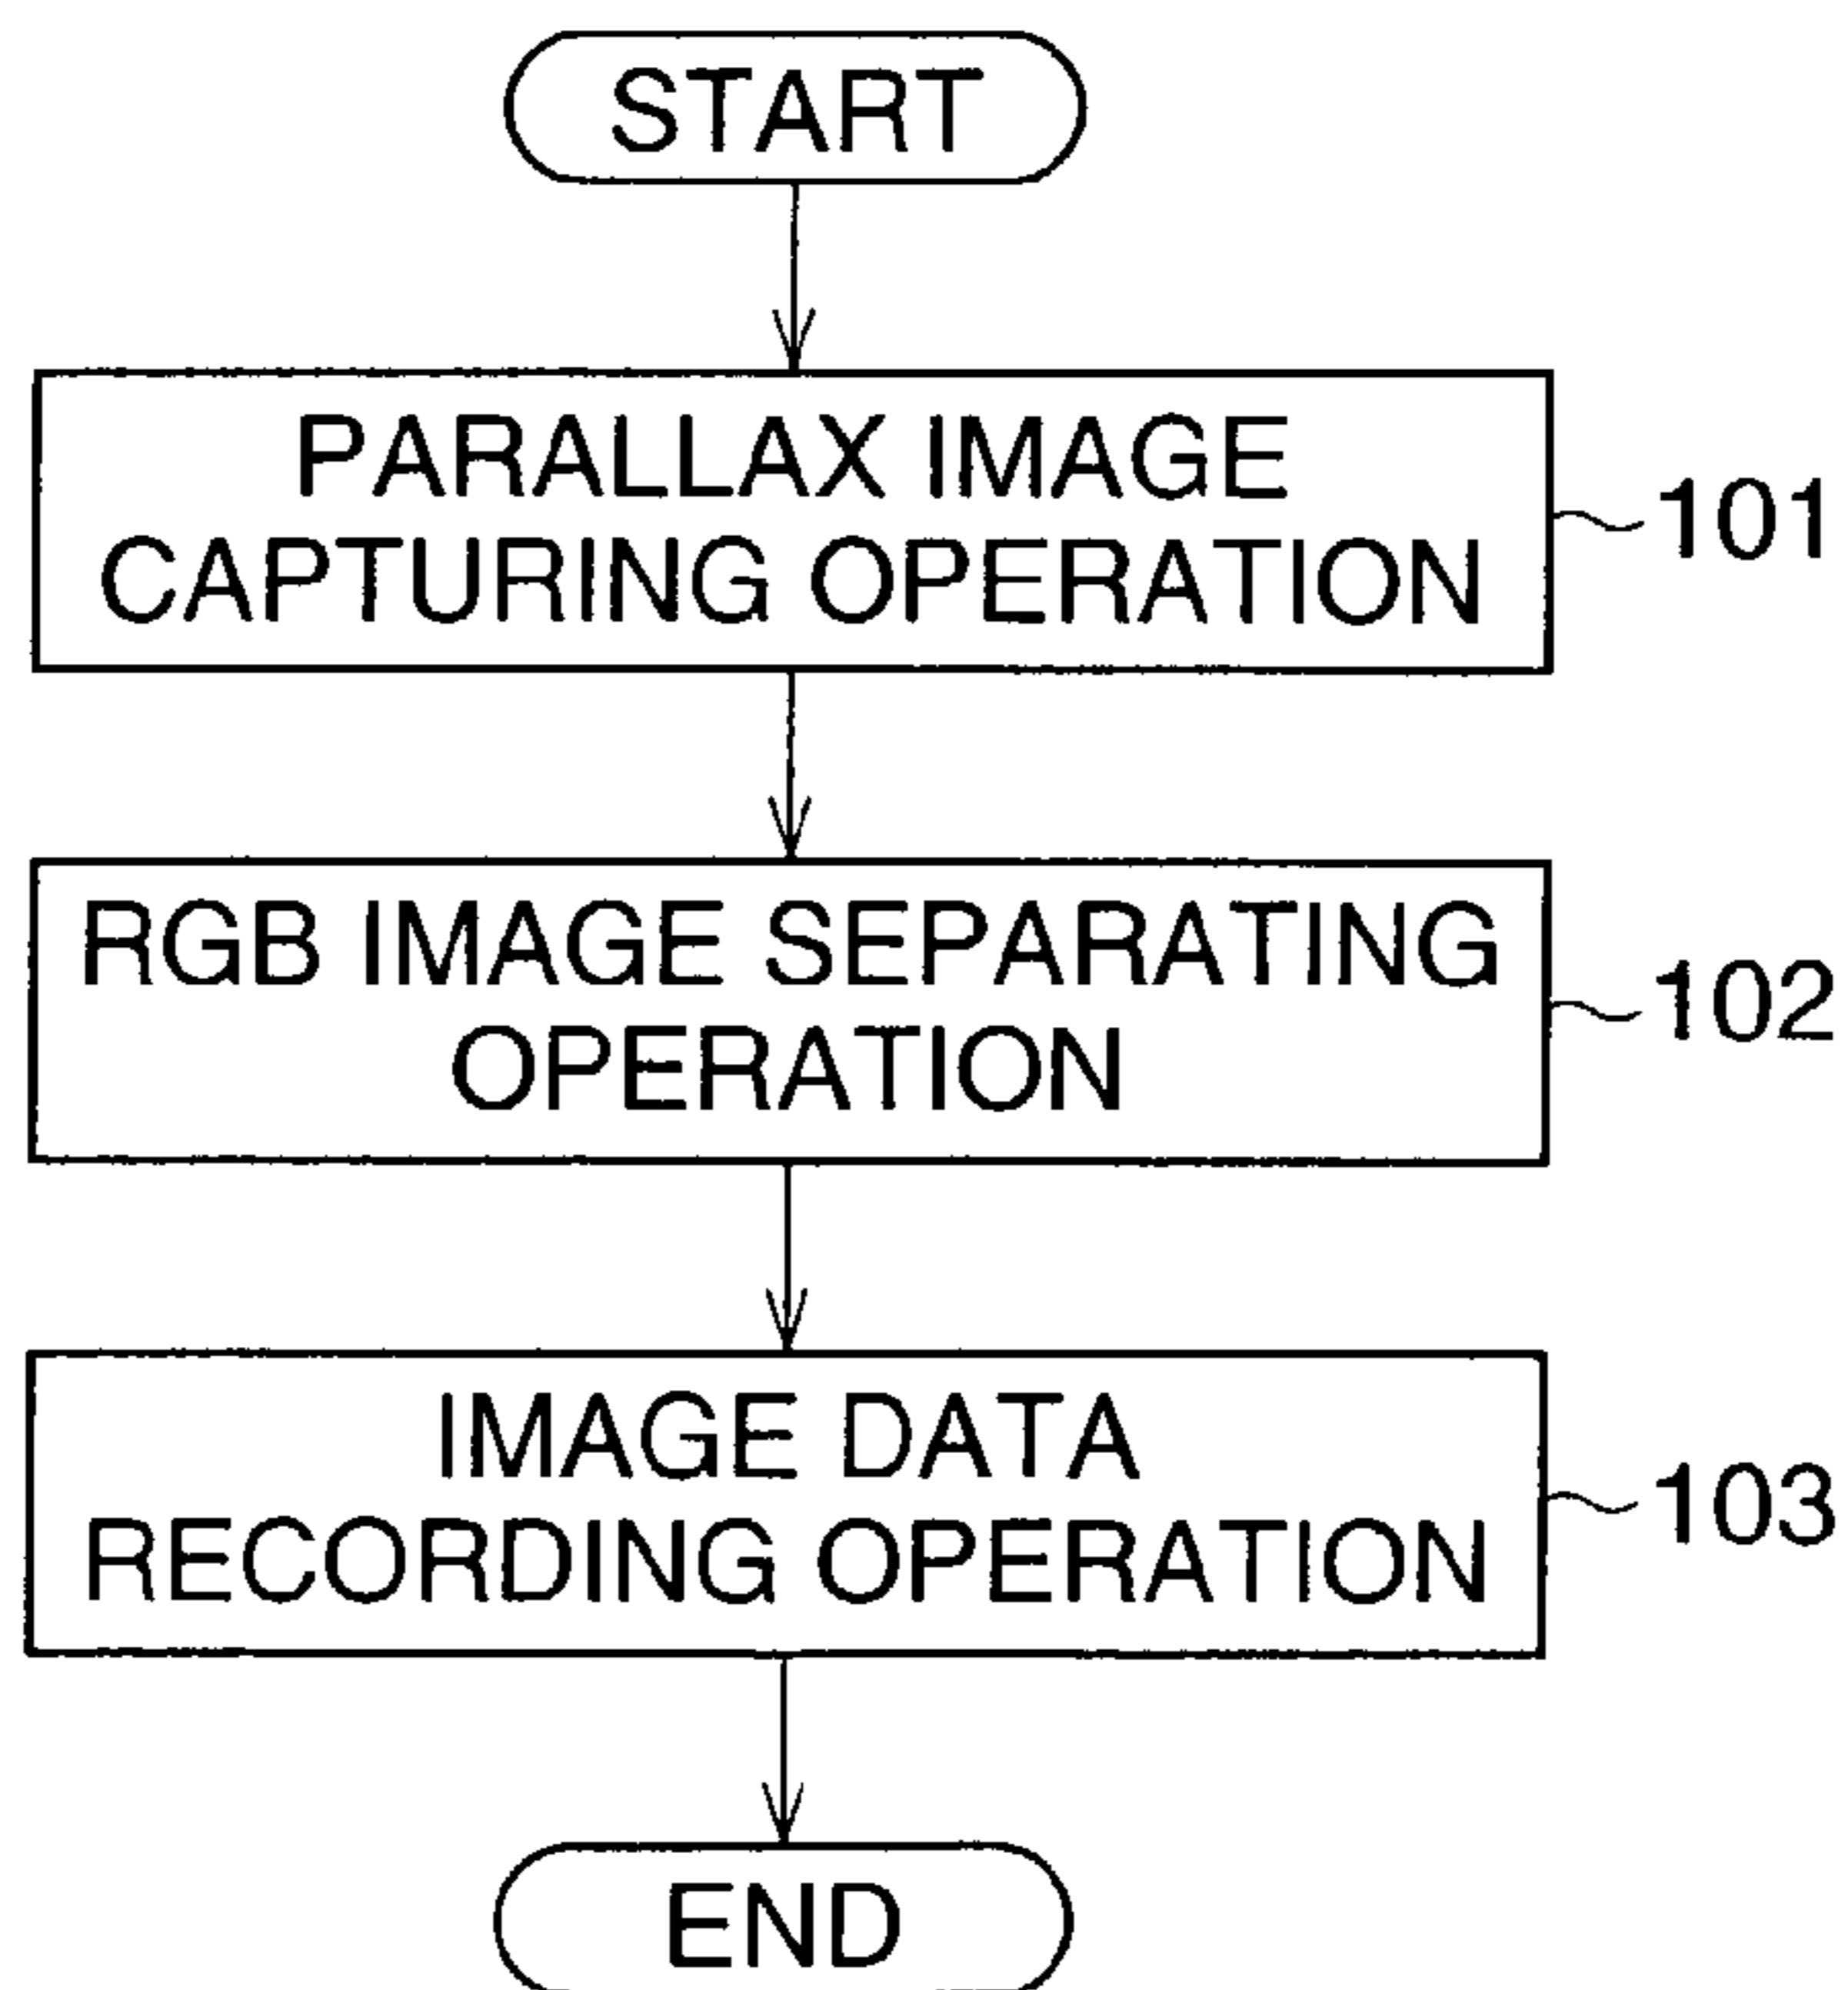 START
PARALLAX IMAGE
CAPTURING OPERATION
101
RGB IMAGE SEPARATING
OPERATION
102
IMAGE DATA
RECORDING OPERATION
103
END